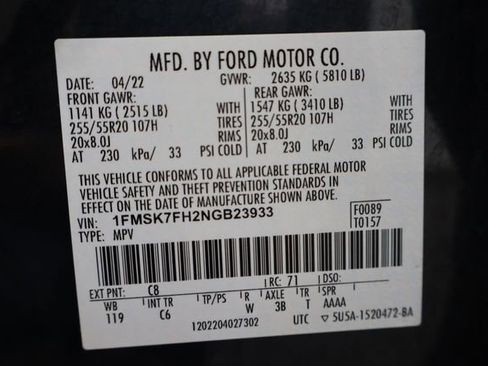 MFD. BY FORD MOTOR CO.
DATE: 04/22 GVWR: 2635 KG ( 5810 LB)
FRONT GAWR: REAR GAWR:
1141 KG ( 2515 LB) WITH 1547 KG ( 3410 LB) WITH
255/55R20 107H TIRES 255/55R20 107H TIRES
20x8.0J RIMS 20x8.0J RIMS
AT 230 kPa/ 33 PSI COLD AT 230 kPa/ 33 PSI COLD
THIS VEHICLE CONFORMS TO ALL APPLICABLE FEDERAL MOTOR
VEHICLE SAFETY AND THEFT PREVENTION STANDARDS IN
EFFECT ON THE DATE OF MANUFACTURE SHOWN ABOVE.
VIN: 1FMSK7FH2NGB23933 F0089
TYPE: MPV T0157
EXT PNT: C8 RC: 71 DSO:
WB INT TR TP/PS R AXLE TR SPR
119 C6 W 3B T AAAA
1202204027302 UTC ▽ 5U5A-1520472-BA